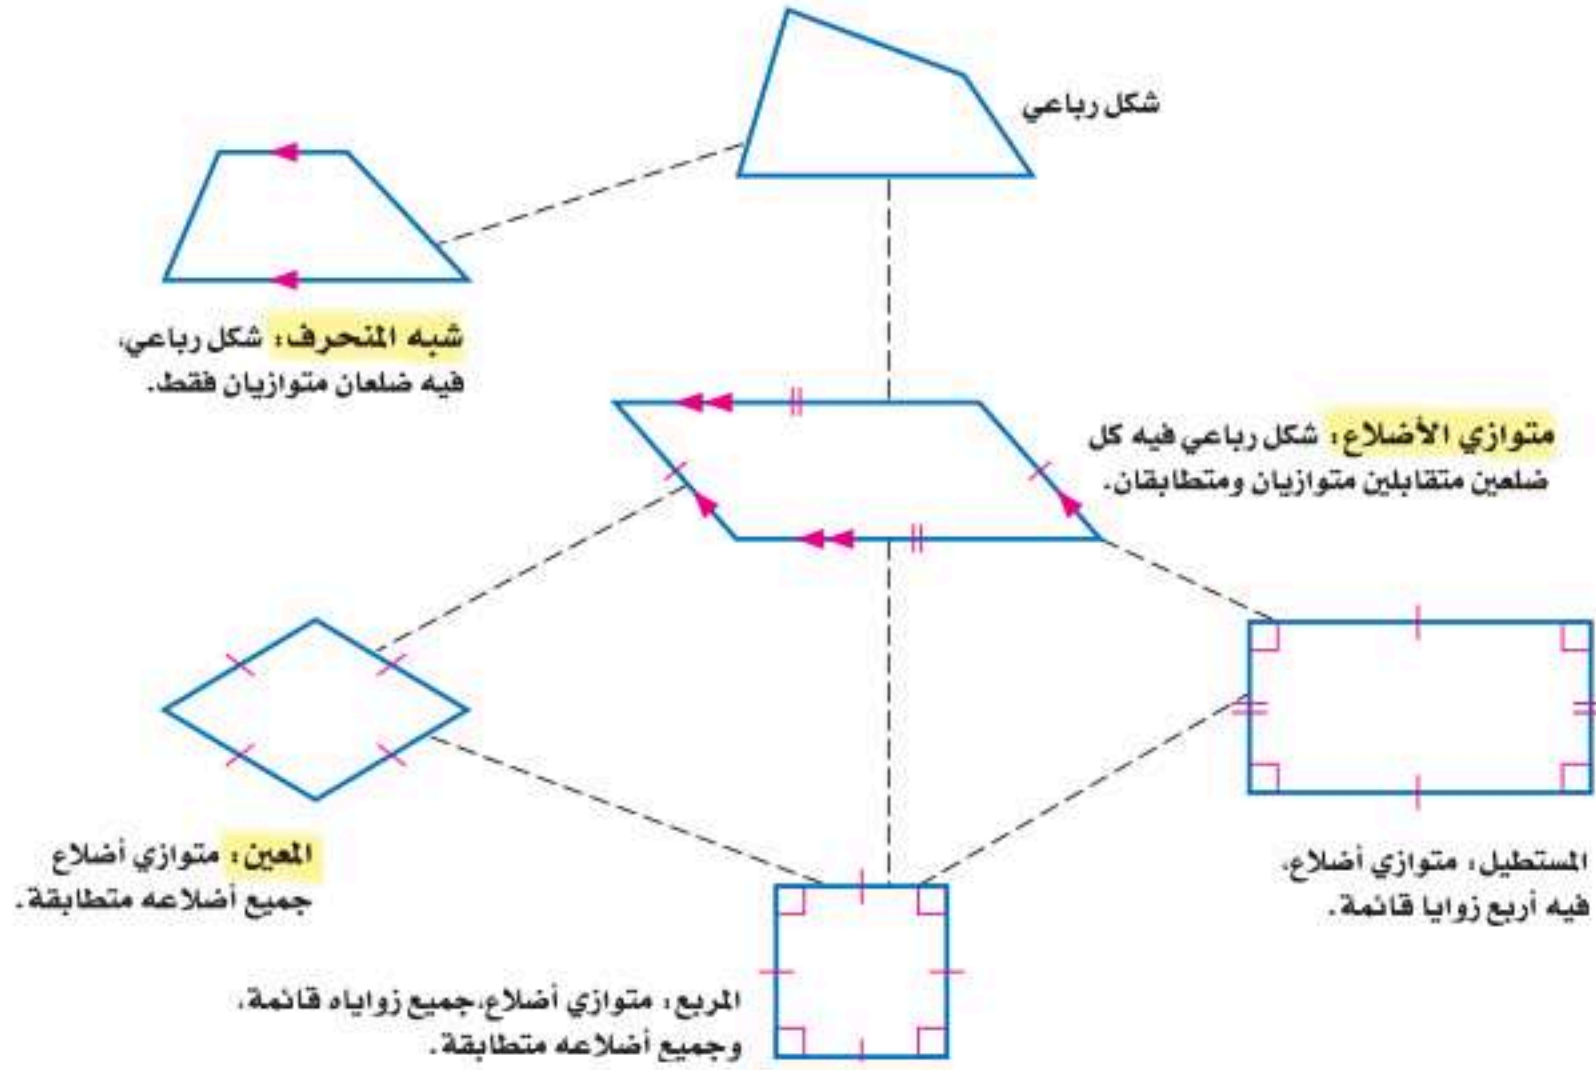 شكل رباعي
شبه المنحرف: شكل رباعي،
فيه ضلعان متوازيان فقط.
متوازي الأضلاع: شكل رباعي فيه كل
ضلعين متقابلين متوازيان ومتطابقان.
المستطيل: متوازي أضلاع،
فيه أربع زوايا قائمة.
المعين: متوازي أضلاع
جميع أضلاعه متطابقة.
المربع: متوازي أضلاع،جميع زواياه قائمة،
وجميع أضلاعه متطابقة.